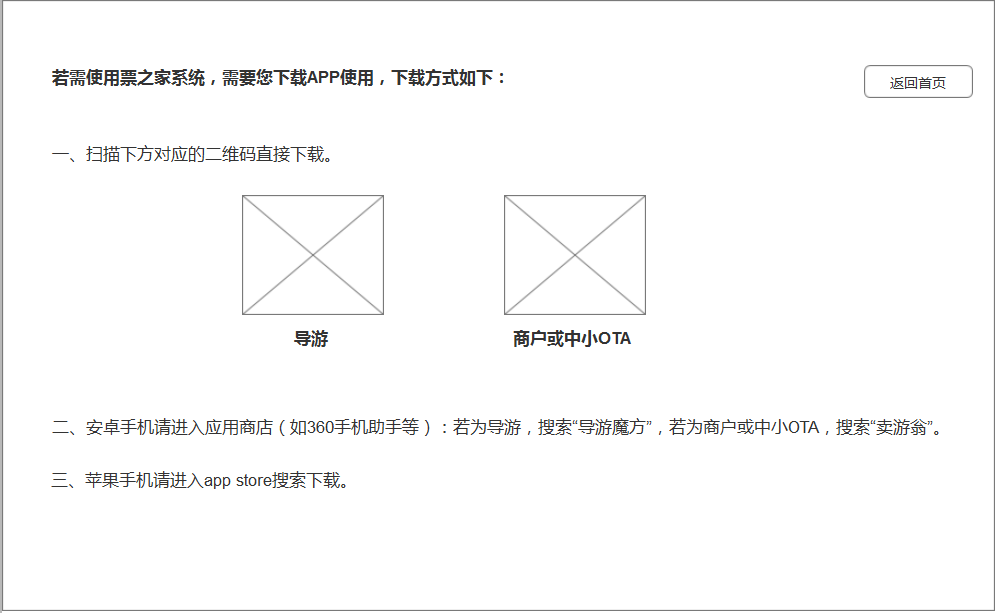 若需使用票之家系统，需要您下载APP使用，下载方式如下：
返回首页
一、扫描下方对应的二维码直接下载。
导游
商户或中小OTA
二、安卓手机请进入应用商店（如360手机助手等）：若为导游，搜索“导游魔方”，若为商户或中小OTA，搜索“卖游翁”。
三、苹果手机请进入app store搜索下载。